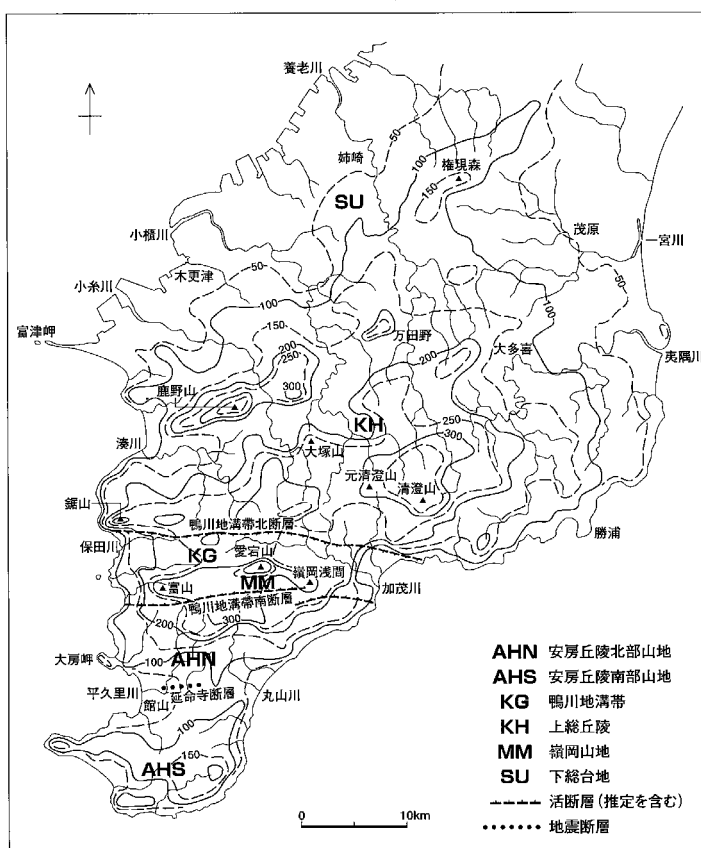 養老川
姉崎
50
100
権現森
150
SU
茂原
一宮川
小櫃川
木更津
50
小糸川
100
50
100
富津岬
150
200
250
万田野
200
大多喜
夷隅川
鹿野山
300
KH
250
300
湊川
大塚山
元清澄山
清澄山
鋸山
鴨川地溝帯北断層
勝浦
保田川
KG
愛宕山
嶺岡浅間
富山
MM
加茂川
鴨川地溝帯南断層
200
300
大房岬
100
AHN
平久里川
延命寺断層
丸山川
館山
100
150
AHS
AHN 安房丘陵北部山地
AHS 安房丘陵南部山地
KG 鴨川地溝帯
KH 上総丘陵
MM 嶺岡山地
SU 下総台地
活断層(推定を含む)
地震断層
0 10km